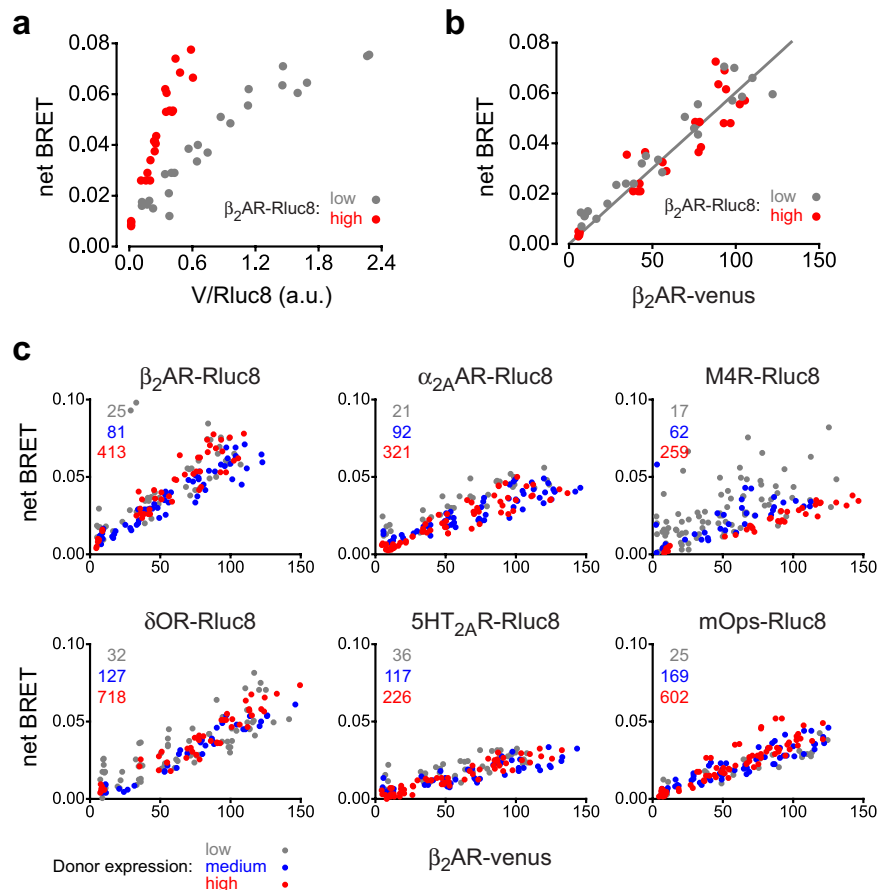 a
net BRET
0.08
0.06
0.04
0.02
0.00
0.0 0.6 1.2 1.8 2.4
V/Rluc8 (a.u.)
β₂AR-Rluc8: low
high
b
net BRET
0.08
0.06
0.04
0.02
0.00
0 50 100 150
β₂AR-venus
β₂AR-Rluc8: low
high
c
β₂AR-Rluc8
net BRET
0.10
0.05
0.00
25
81
413
0 50 100 150
α₂ₐAR-Rluc8
0.10
0.05
0.00
21
92
321
0 50 100 150
M4R-Rluc8
0.10
0.05
0.00
17
62
259
0 50 100 150
δOR-Rluc8
net BRET
0.10
0.05
0.00
32
127
718
0 50 100 150
5HT₂ₐR-Rluc8
0.10
0.05
0.00
36
117
226
0 50 100 150
mOps-Rluc8
0.10
0.05
0.00
25
169
602
0 50 100 150
β₂AR-venus
low
Donor expression: medium
high